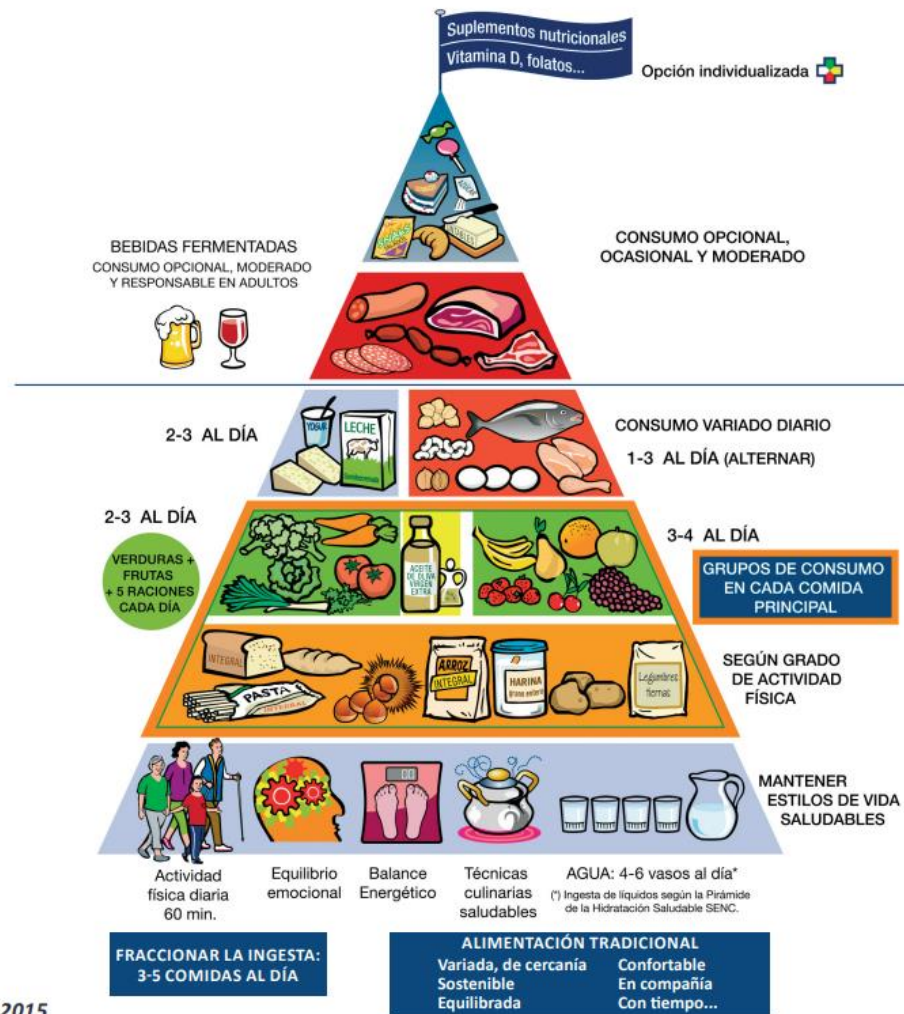 Suplementos nutricionales
Vitamina D, folatos...
Opción individualizada
AZÚCAR
SNAKS
BEBIDAS FERMENTADAS
CONSUMO OPCIONAL, MODERADO
Y RESPONSABLE EN ADULTOS
CONSUMO OPCIONAL,
OCASIONAL Y MODERADO
2-3 AL DÍA
YOGUR
LECHE
CONSUMO VARIADO DIARIO
1-3 AL DÍA (ALTERNAR)
2-3 AL DÍA
VERDURAS +
FRUTAS
+ 5 RACIONES
CADA DÍA
ACEITE
DE OLIVA
VIRGEN
EXTRA
3-4 AL DÍA
GRUPOS DE CONSUMO
EN CADA COMIDA
PRINCIPAL
INTEGRAL
PASTA
INTEGRAL
ARROZ
INTEGRAL
HARINA
Grano entero
Legumbres
tiernas
SEGÚN GRADO
DE ACTIVIDAD
FÍSICA
MANTENER
ESTILOS DE VIDA
SALUDABLES
Actividad
física diaria
60 min.
Equilibrio
emocional
Balance
Energético
Técnicas
culinarias
saludables
AGUA: 4-6 vasos al día*
(*) Ingesta de líquidos según la Pirámide
de la Hidratación Saludable SENC.
FRACCIONAR LA INGESTA:
3-5 COMIDAS AL DÍA
ALIMENTACIÓN TRADICIONAL
Variada, de cercanía Confortable
Sostenible En compañía
Equilibrada Con tiempo...
2015